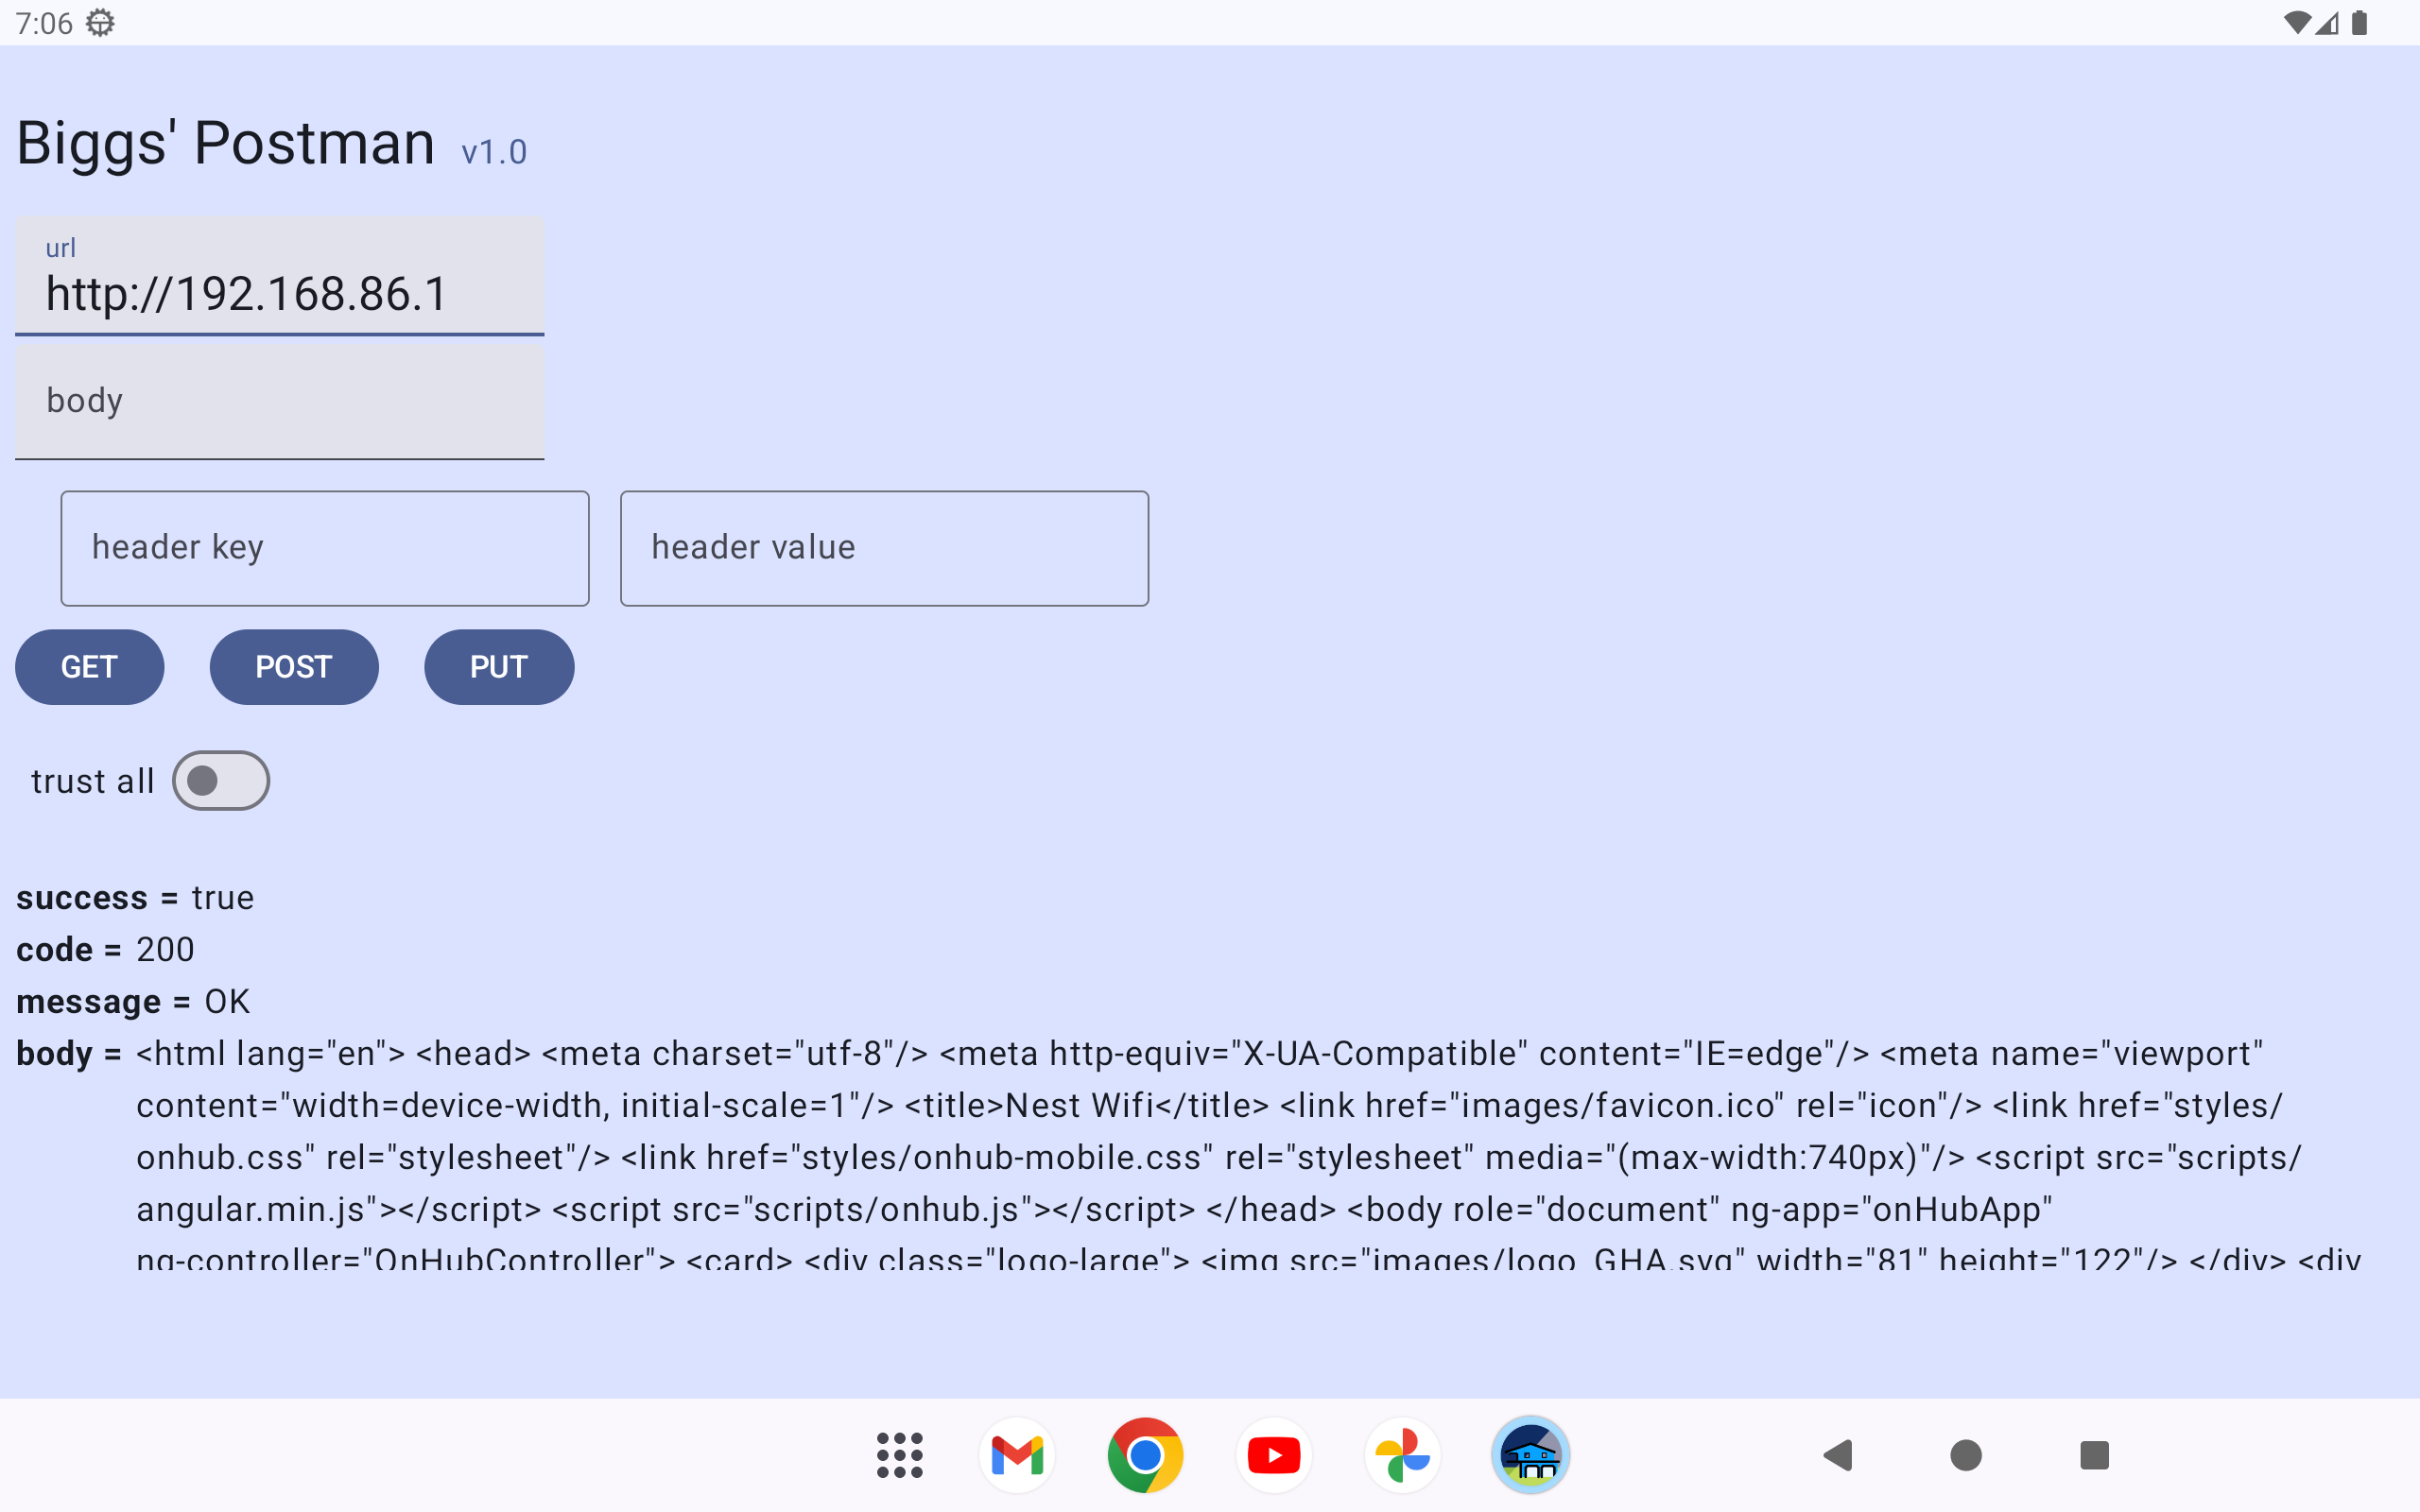 7:06
Biggs' Postman v1.0
url
http://192.168.86.1
body
header key header value
GET POST PUT
trust all
success = true
code = 200
message = OK
body = <html lang="en"> <head> <meta charset="utf-8"/> <meta http-equiv="X-UA-Compatible" content="IE=edge"/> <meta name="viewport"
content="width=device-width, initial-scale=1"/> <title>Nest Wifi</title> <link href="images/favicon.ico" rel="icon"/> <link href="styles/
onhub.css" rel="stylesheet"/> <link href="styles/onhub-mobile.css" rel="stylesheet" media="(max-width:740px)"/> <script src="scripts/
angular.min.js"></script> <script src="scripts/onhub.js"></script> </head> <body role="document" ng-app="onHubApp"
ng-controller="OnHubController"> <card> <div class="logo-large"> <img src="images/logo_GHA.svg" width="81" height="122"/> </div> <div